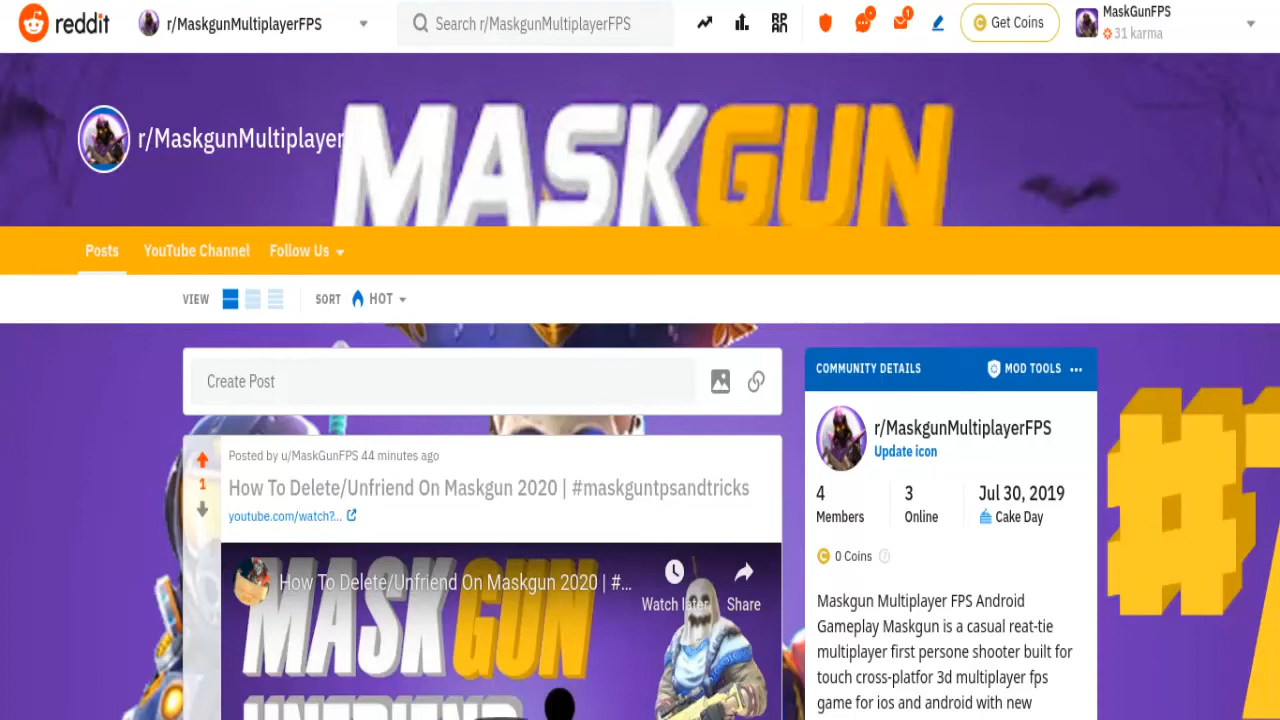 reddit r/MaskgunMultiplayerFPS Search r/MaskgunMultiplayerFPS 1 Get Coins MaskGunFPS
31 karma
r/MaskgunMultiplayer
MASKGUN
Posts YouTube Channel Follow Us
VIEW SORT HOT
Create Post
COMMUNITY DETAILS MOD TOOLS
r/MaskgunMultiplayerFPS
Update icon
4 3 Jul 30, 2019
Members Online Cake Day
0 Coins ?
Maskgun Multiplayer FPS Android
Gameplay Maskgun is a casual reat-tie
multiplayer first persone shooter built for
touch cross-platfor 3d multiplayer fps
game for ios and android with new
1
Posted by u/MaskGunFPS 44 minutes ago
How To Delete/Unfriend On Maskgun 2020 | #maskguntpsandtricks
youtube.com/watch?...
How To Delete/Unfriend On Maskgun 2020 | #...
Watch later Share
MASK GUN
UNFRIEND
#